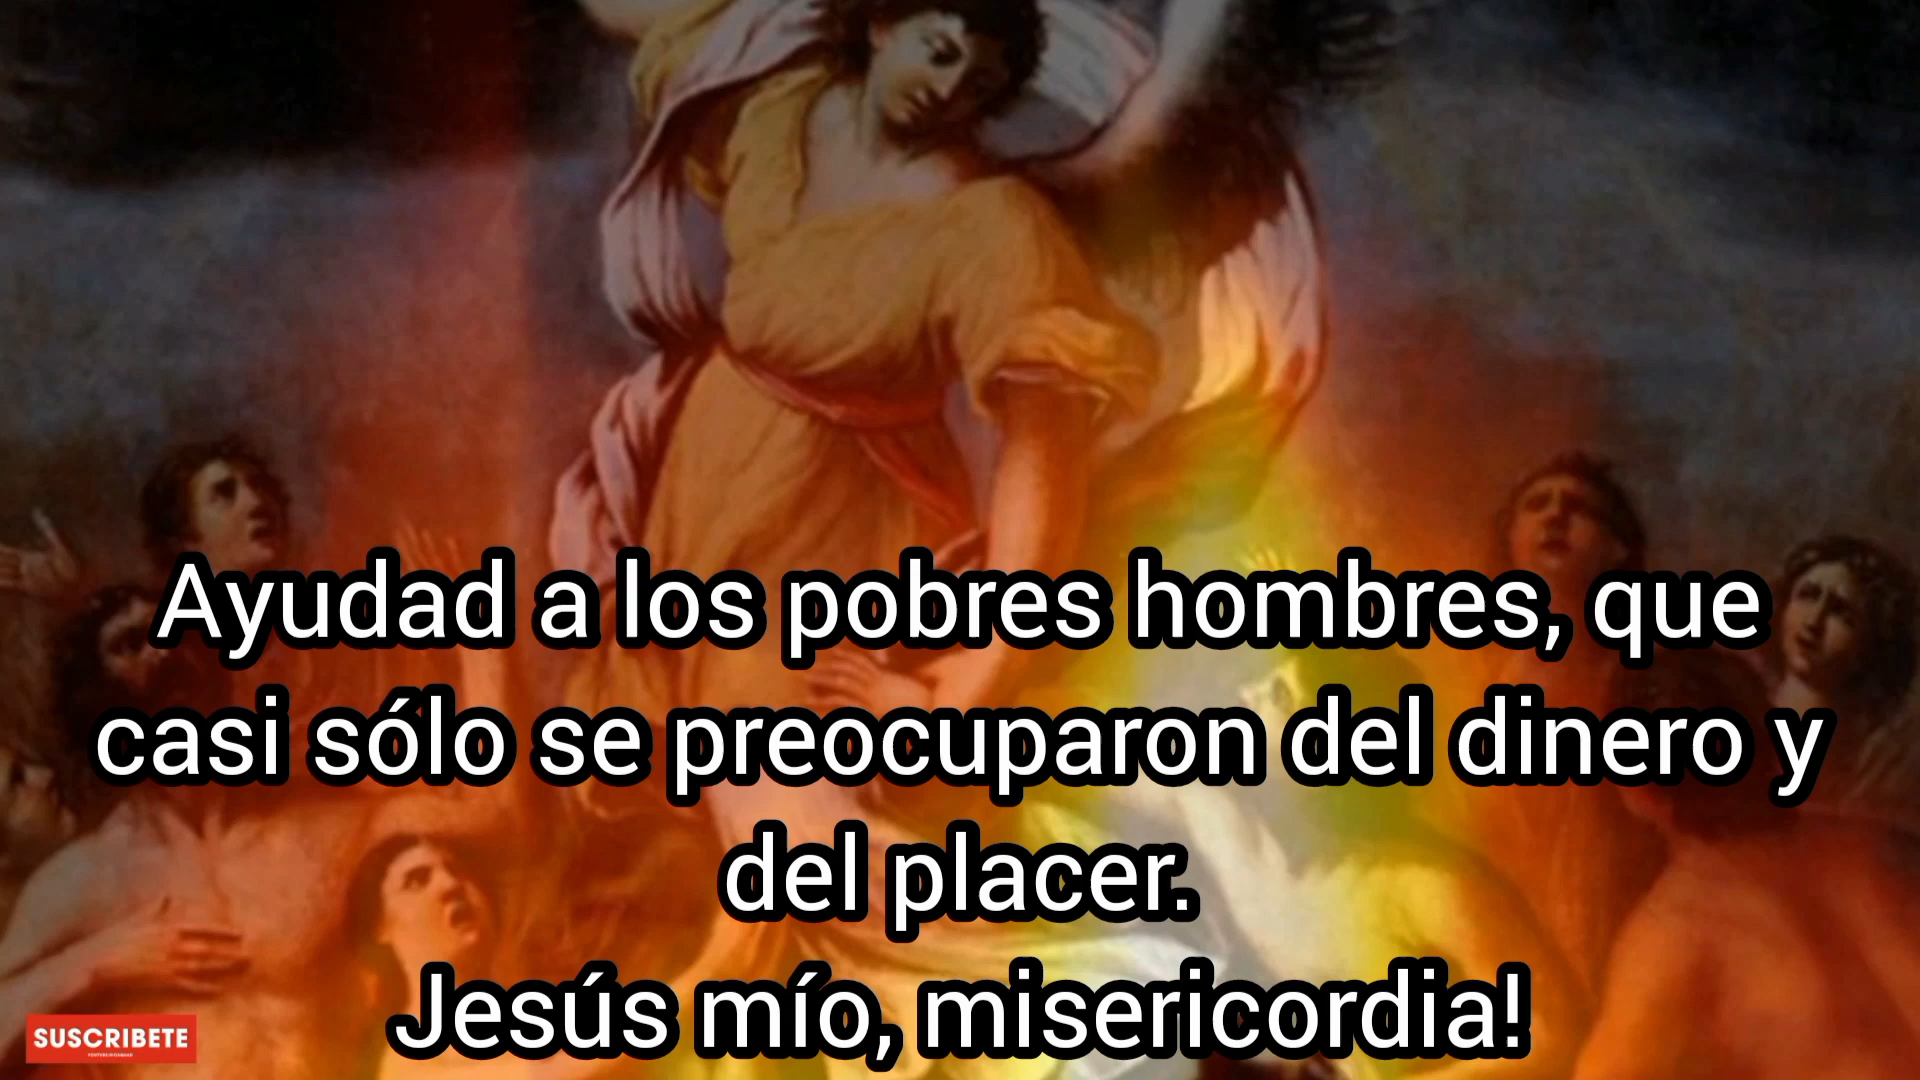 Ayudad a los pobres hombres, que
casi sólo se preocuparon del dinero y
del placer.
Jesús mío, misericordia!
SUSCRIBETE